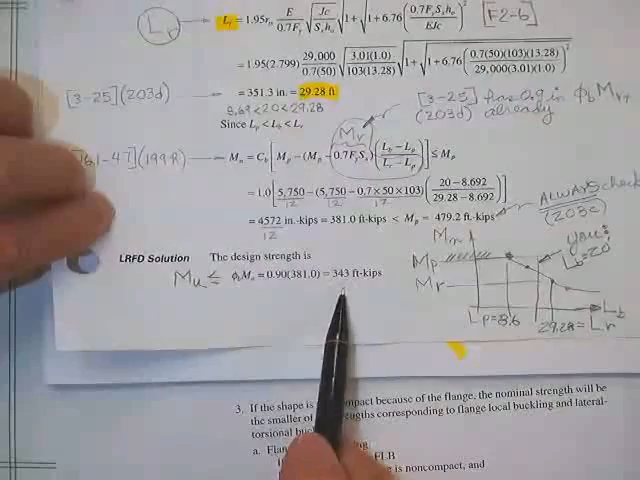 Lr Lr = 1.95rts E/0.7Fy √Jc/Sxho √1+√1+6.76(0.7FySxho/EJc)² [F2-6]
= 1.95(2.799) 29,000/0.7(50) √3.01(1.0)/103(13.28) √1+√1+6.76(0.7(50)(103)(13.28)/29,000(3.01)(1.0))²
[3-25](203d) = 351.3 in. = 29.28 ft
8.69<20<29.28
Since Lp < Lb < Lr
[3-25] has 0.9 in ϕb Mrx
(203d) already
Mr
(199R) Mn = Cb[Mp − (Mp − 0.7FySx)(Lb − Lp/Lr − Lp)] ≤ Mp
= 1.0[5,750 − (5,750 − 0.7 × 50 × 103)(20 − 8.692/29.28 − 8.692)]
12 12 12
= 4572 in.-kips = 381.0 ft-kips < Mp = 479.2 ft-kips
12
ALWAYS check
(203c)
LRFD Solution The design strength is
Mu ≤ ϕbMn = 0.90(381.0) = 343 ft-kips
Mn
you:
Lb=20'
Mp
Mr
Lb
Lp=8.6 29.28=Lr
3. If the shape is compact because of the flange, the nominal strength will be
the smaller of strengths corresponding to flange local buckling and lateral-
torsional
a. FLB
is noncompact, and